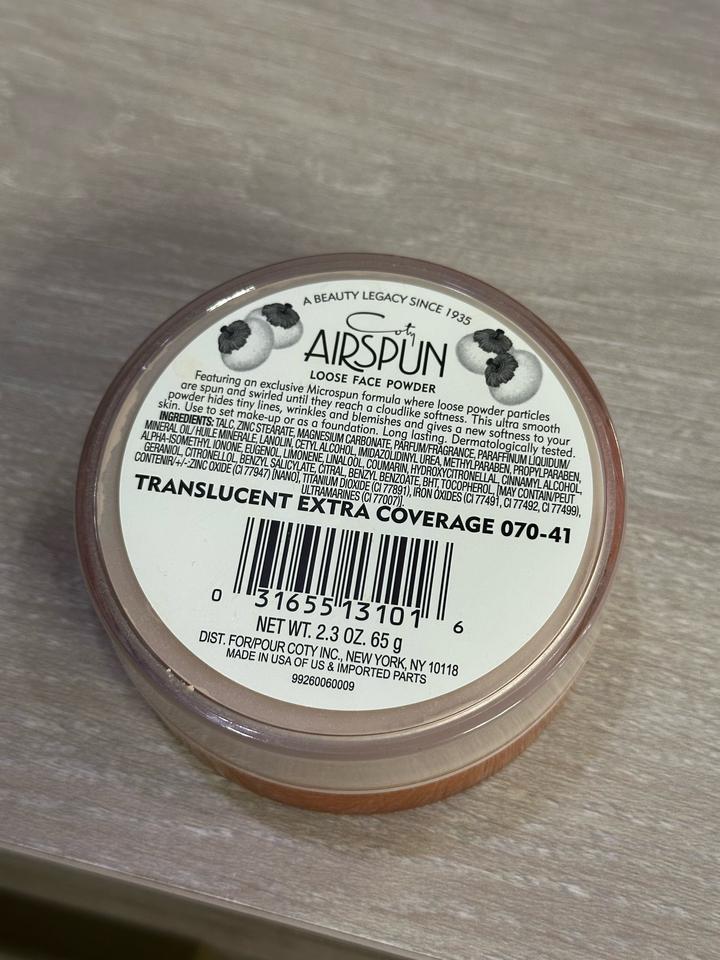 A BEAUTY LEGACY SINCE 1935
Coty
AIRSPUN
LOOSE FACE POWDER
Featuring an exclusive Microspun formula where loose powder particles
are spun and swirled until they reach a cloudlike softness. This ultra smooth
powder hides tiny lines, wrinkles and blemishes and gives a new softness to your
skin. Use to set make-up or as a foundation. Long lasting. Dermatologically tested.
INGREDIENTS: TALC, ZINC STEARATE, MAGNESIUM CARBONATE, PARFUM/FRAGRANCE, PARAFFINUM LIQUIDUM/
MINERAL OIL/HUILE MINERALE, LANOLIN, CETYL ALCOHOL, IMIDAZOLIDINYL UREA, METHYLPARABEN, PROPYLPARABEN,
ALPHA-ISOMETHYL IONONE, EUGENOL, LIMONENE, LINALOOL, COUMARIN, HYDROXYCITRONELLAL, CINNAMYL ALCOHOL,
GERANIOL, CITRONELLOL, BENZYL SALICYLATE, CITRAL, BENZYL BENZOATE, BHT, TOCOPHEROL, [MAY CONTAIN/PEUT
CONTENIR/+/-:ZINC OXIDE (CI 77947) [NANO], TITANIUM DIOXIDE (CI 77891), IRON OXIDES (CI 77491, CI 77492, CI 77499),
ULTRAMARINES (CI 77007)].
TRANSLUCENT EXTRA COVERAGE 070-41
0 31655 13101 6
NET WT. 2.3 OZ. 65 g
DIST. FOR/POUR COTY INC., NEW YORK, NY 10118
MADE IN USA OF US & IMPORTED PARTS
99260060009